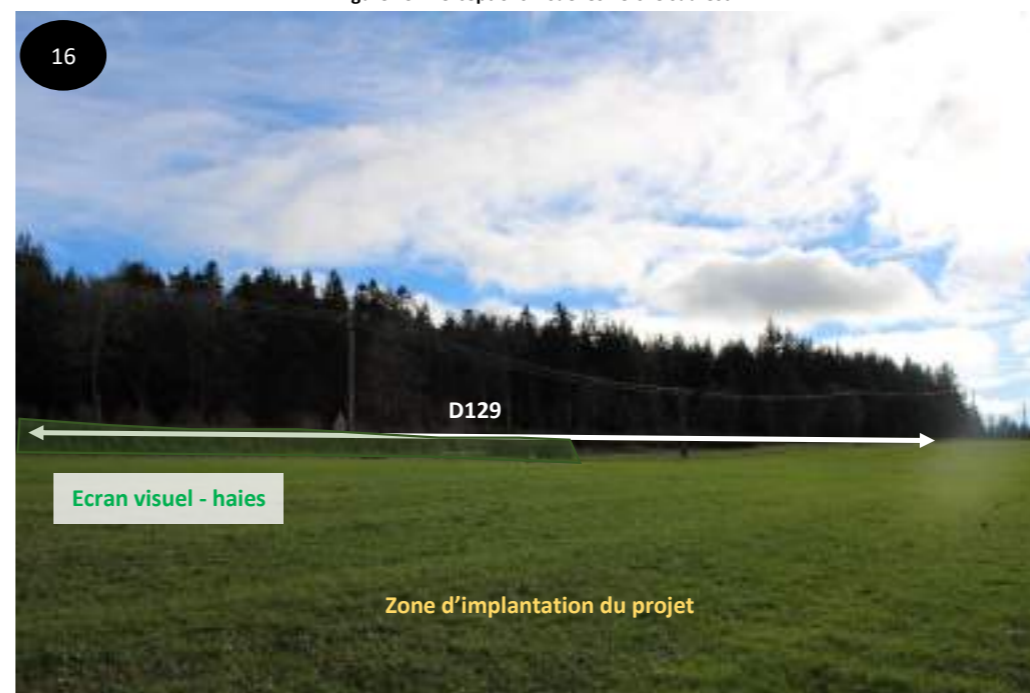 16
D129
Ecran visuel - haies
Zone d’implantation du projet